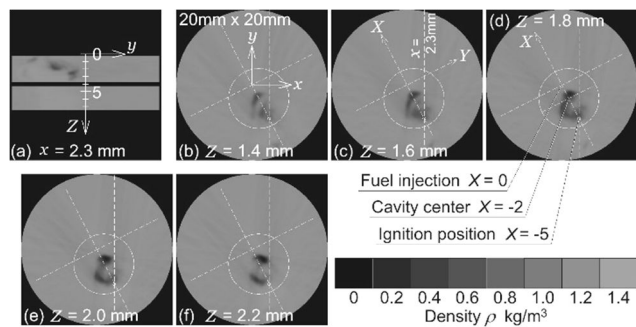 0
y
5
Z
(a) x = 2.3 mm
20mm x 20mm
y
x
(b) Z = 1.4 mm
X
Y
x =
2.3mm
(c) Z = 1.6 mm
(d) Z = 1.8 mm
X
Fuel injection X = 0
Cavity center X = -2
Ignition position X = -5
(e) Z = 2.0 mm
(f) Z = 2.2 mm
0 0.2 0.4 0.6 0.8 1.0 1.2 1.4
Density ρ kg/m³